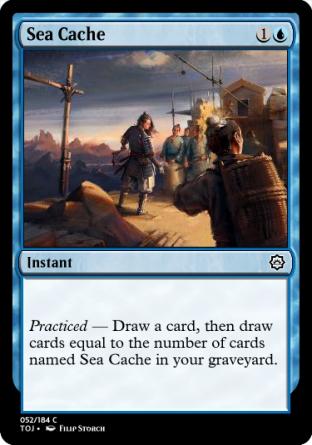 Sea Cache 1
Instant
Practiced — Draw a card, then draw
cards equal to the number of cards
named Sea Cache in your graveyard.
052/184 C
TOJ • Filip Storch